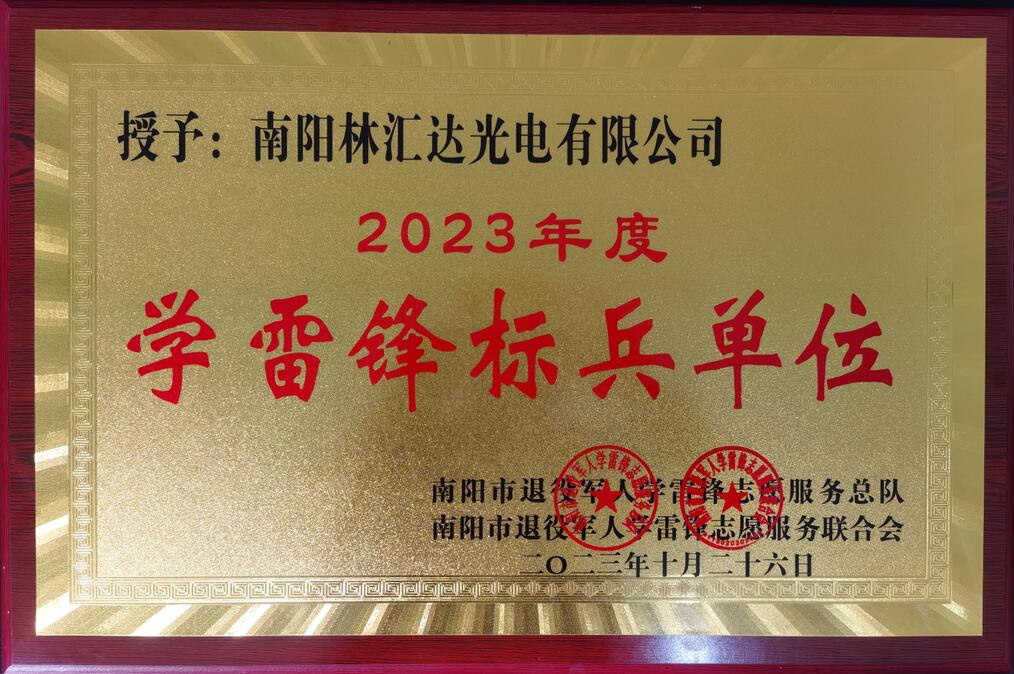 授予：南阳林汇达光电有限公司
2023年度
学雷锋标兵单位
南阳市退役军人学雷锋志愿服务总队
南阳市退役军人学雷锋志愿服务联合会
二〇二三年十月二十六日